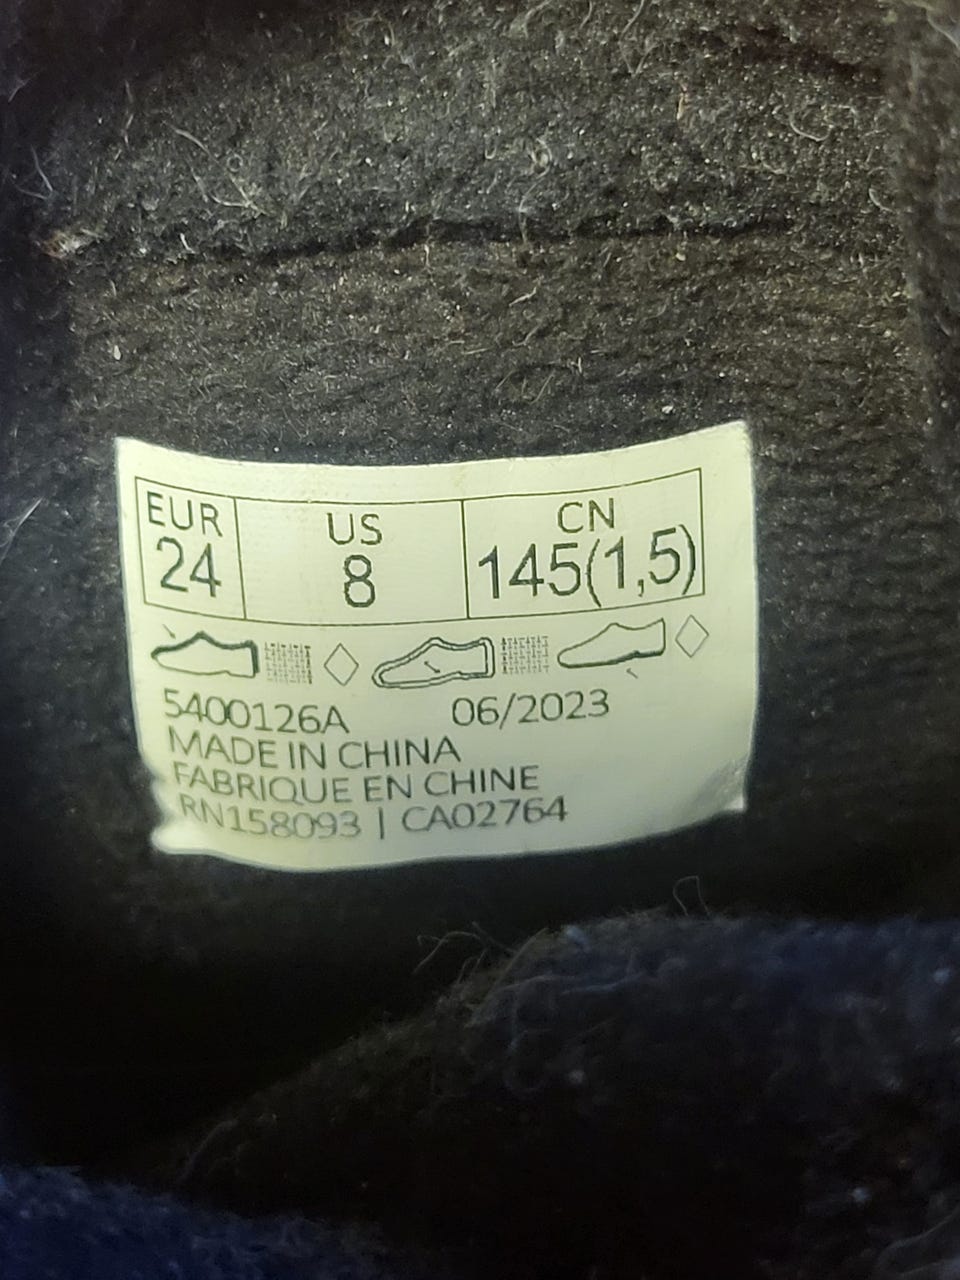 EUR US CN
24 8 145(1,5)
5400126A 06/2023
MADE IN CHINA
FABRIQUE EN CHINE
RN158093 | CA02764